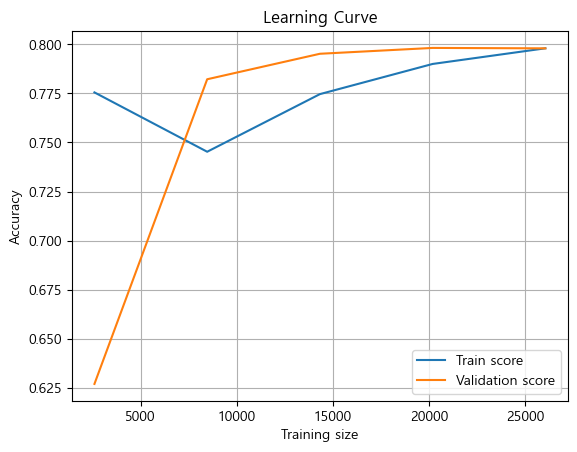 Learning Curve
0.800
0.775
0.750
0.725
0.700
0.675
0.650
0.625
Accuracy
5000 10000 15000 20000 25000
Training size
Train score
Validation score